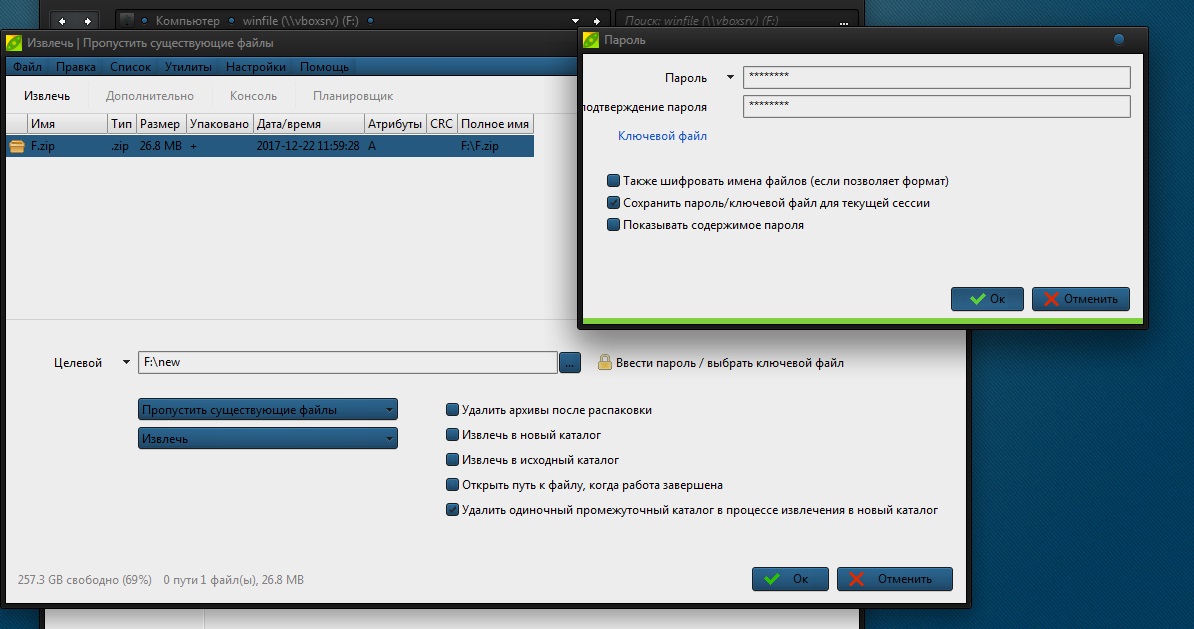 Компьютер winfile (\\vboxsrv) (F:)
Поиск: winfile (\\vboxsrv) (F:)
...
Извлечь | Пропустить существующие файлы
Файл Правка Список Утилиты Настройки Помощь
Извлечь Дополнительно Консоль Планировщик
Имя Тип Размер Упаковано Дата/время Атрибуты CRC Полное имя
F.zip .zip 26.8 MB + 2017-12-22 11:59:28 A F:\F.zip
Пароль
Пароль ********
подтверждение пароля ********
Ключевой файл
Также шифровать имена файлов (если позволяет формат)
Сохранить пароль/ключевой файл для текущей сессии
Показывать содержимое пароля
Ок Отменить
Целевой F:\new ... Ввести пароль / выбрать ключевой файл
Пропустить существующие файлы
Извлечь
Удалить архивы после распаковки
Извлечь в новый каталог
Извлечь в исходный каталог
Открыть путь к файлу, когда работа завершена
Удалить одиночный промежуточный каталог в процессе извлечения в новый каталог
257.3 GB свободно (69%) 0 пути 1 файл(ы), 26.8 MB
Ок Отменить